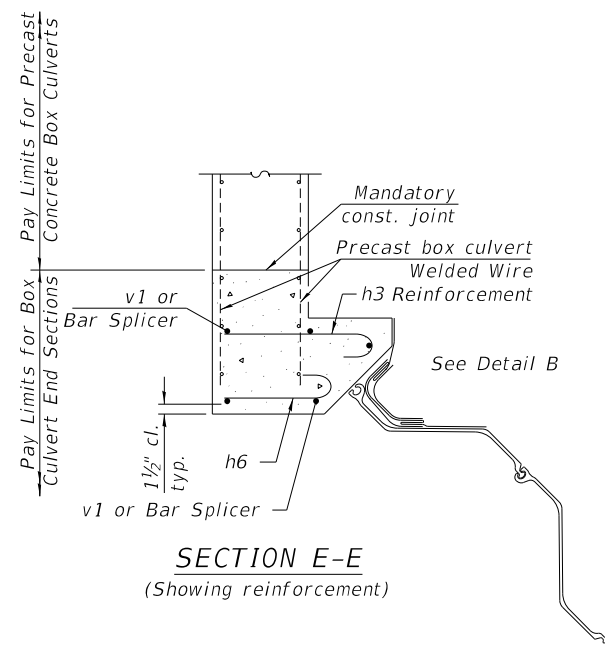 Pay Limits for Precast
Concrete Box Culverts
Pay Limits for Box
Culvert End Sections
Mandatory
const. joint
Precast box culvert
Welded Wire
h3 Reinforcement
v1 or
Bar Splicer
See Detail B
1½" cl.
typ.
h6
v1 or Bar Splicer
SECTION E-E
(Showing reinforcement)